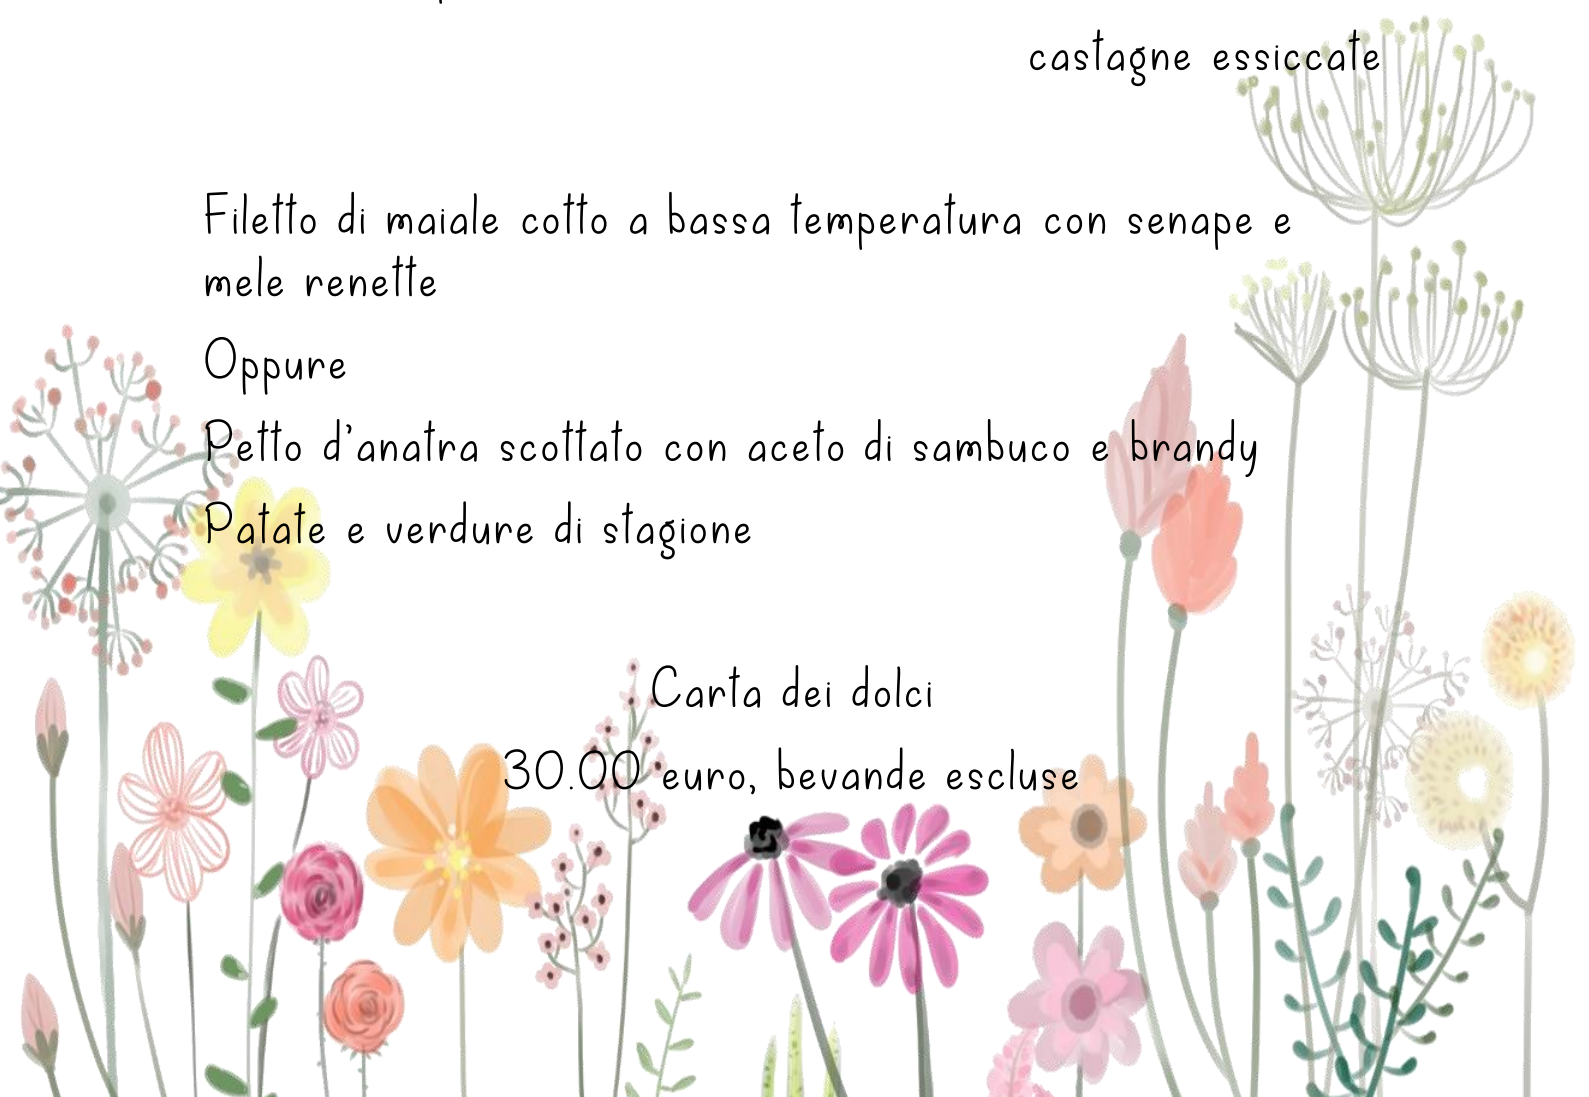 castagne essiccate
Filetto di maiale cotto a bassa temperatura con senape e
mele renette
Oppure
Petto d'anatra scottato con aceto di sambuco e brandy
Patate e verdure di stagione
Carta dei dolci
30.00 euro, bevande escluse